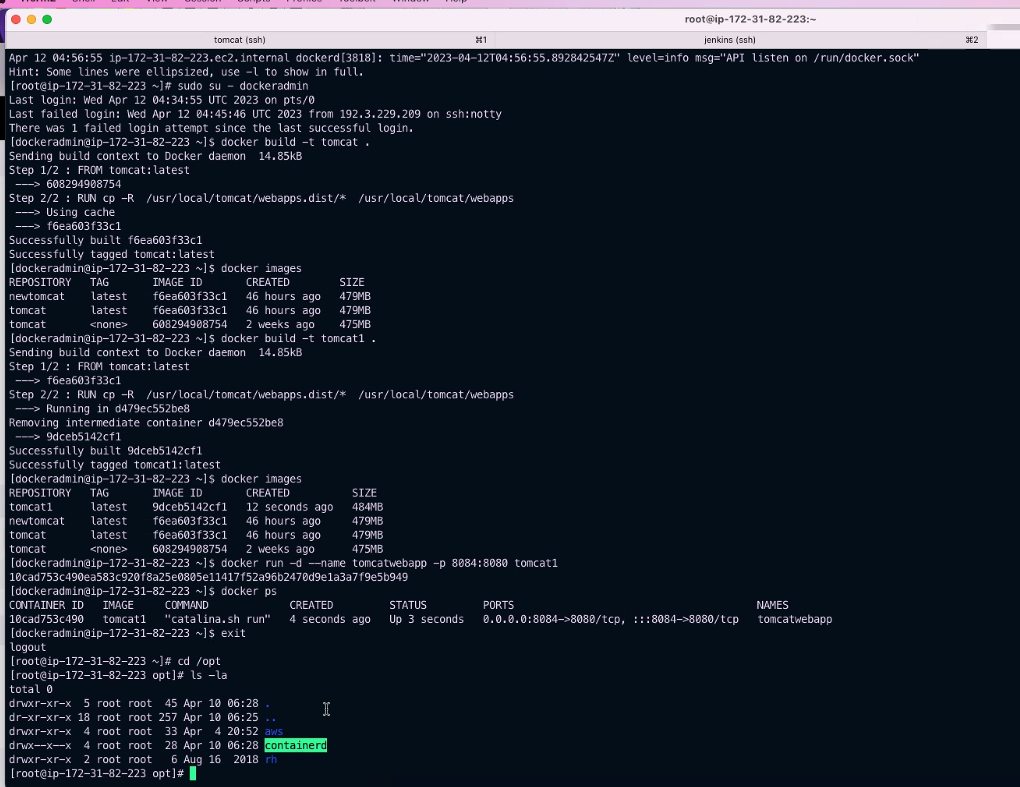 root@ip-172-31-82-223:~
tomcat (ssh) ⌘1 jenkins (ssh) ⌘2
Apr 12 04:56:55 ip-172-31-82-223.ec2.internal dockerd[3818]: time="2023-04-12T04:56:55.892842547Z" level=info msg="API listen on /run/docker.sock"
Hint: Some lines were ellipsized, use -l to show in full.
[root@ip-172-31-82-223 ~]# sudo su - dockeradmin
Last login: Wed Apr 12 04:34:55 UTC 2023 on pts/0
Last failed login: Wed Apr 12 04:45:46 UTC 2023 from 192.3.229.209 on ssh:notty
There was 1 failed login attempt since the last successful login.
[dockeradmin@ip-172-31-82-223 ~]$ docker build -t tomcat .
Sending build context to Docker daemon  14.85kB
Step 1/2 : FROM tomcat:latest
 ---> 608294908754
Step 2/2 : RUN cp -R  /usr/local/tomcat/webapps.dist/*  /usr/local/tomcat/webapps
 ---> Using cache
 ---> f6ea603f33c1
Successfully built f6ea603f33c1
Successfully tagged tomcat:latest
[dockeradmin@ip-172-31-82-223 ~]$ docker images
REPOSITORY   TAG       IMAGE ID       CREATED        SIZE
newtomcat    latest    f6ea603f33c1   46 hours ago   479MB
tomcat       latest    f6ea603f33c1   46 hours ago   479MB
tomcat       <none>    608294908754   2 weeks ago    475MB
[dockeradmin@ip-172-31-82-223 ~]$ docker build -t tomcat1 .
Sending build context to Docker daemon  14.85kB
Step 1/2 : FROM tomcat:latest
 ---> f6ea603f33c1
Step 2/2 : RUN cp -R  /usr/local/tomcat/webapps.dist/*  /usr/local/tomcat/webapps
 ---> Running in d479ec552be8
Removing intermediate container d479ec552be8
 ---> 9dceb5142cf1
Successfully built 9dceb5142cf1
Successfully tagged tomcat1:latest
[dockeradmin@ip-172-31-82-223 ~]$ docker images
REPOSITORY   TAG       IMAGE ID       CREATED          SIZE
tomcat1      latest    9dceb5142cf1   12 seconds ago   484MB
newtomcat    latest    f6ea603f33c1   46 hours ago     479MB
tomcat       latest    f6ea603f33c1   46 hours ago     479MB
tomcat       <none>    608294908754   2 weeks ago      475MB
[dockeradmin@ip-172-31-82-223 ~]$ docker run -d --name tomcatwebapp -p 8084:8080 tomcat1
10cad753c490ea583c920f8a25e0805e11417f52a96b2470d9e1a3a7f9e5b949
[dockeradmin@ip-172-31-82-223 ~]$ docker ps
CONTAINER ID   IMAGE     COMMAND             CREATED         STATUS         PORTS                                       NAMES
10cad753c490   tomcat1   "catalina.sh run"   4 seconds ago   Up 3 seconds   0.0.0.0:8084->8080/tcp, :::8084->8080/tcp   tomcatwebapp
[dockeradmin@ip-172-31-82-223 ~]$ exit
logout
[root@ip-172-31-82-223 ~]# cd /opt
[root@ip-172-31-82-223 opt]# ls -la
total 0
drwxr-xr-x  5 root root  45 Apr 10 06:28 .
dr-xr-xr-x 18 root root 257 Apr 10 06:25 ..
drwxr-xr-x  4 root root  33 Apr  4 20:52 aws
drwx--x--x  4 root root  28 Apr 10 06:28 containerd
drwxr-xr-x  2 root root   6 Aug 16  2018 rh
[root@ip-172-31-82-223 opt]#